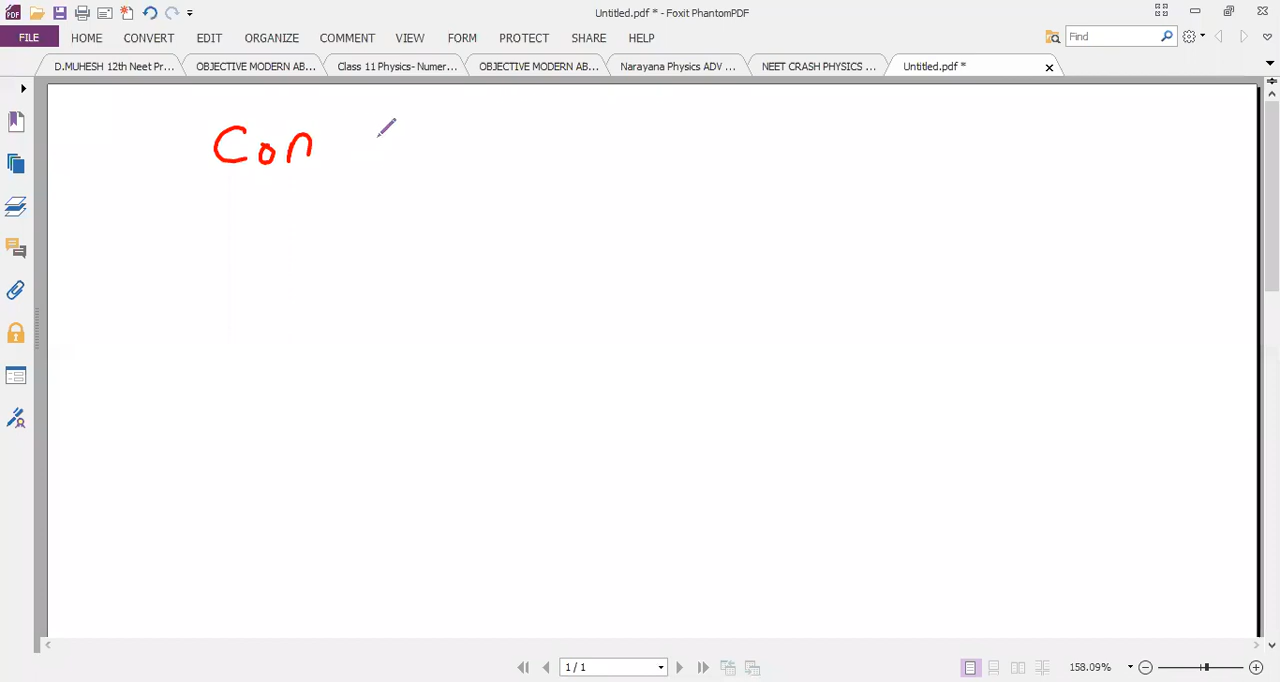 Untitled.pdf * - Foxit PhantomPDF
FILE HOME CONVERT EDIT ORGANIZE COMMENT VIEW FORM PROTECT SHARE HELP Find
D.MUHESH 12th Neet Pr... OBJECTIVE MODERN AB... Class 11 Physics- Numer... OBJECTIVE MODERN AB... Narayana Physics ADV ... NEET CRASH PHYSICS ... Untitled.pdf *
Con
1 / 1 158.09%